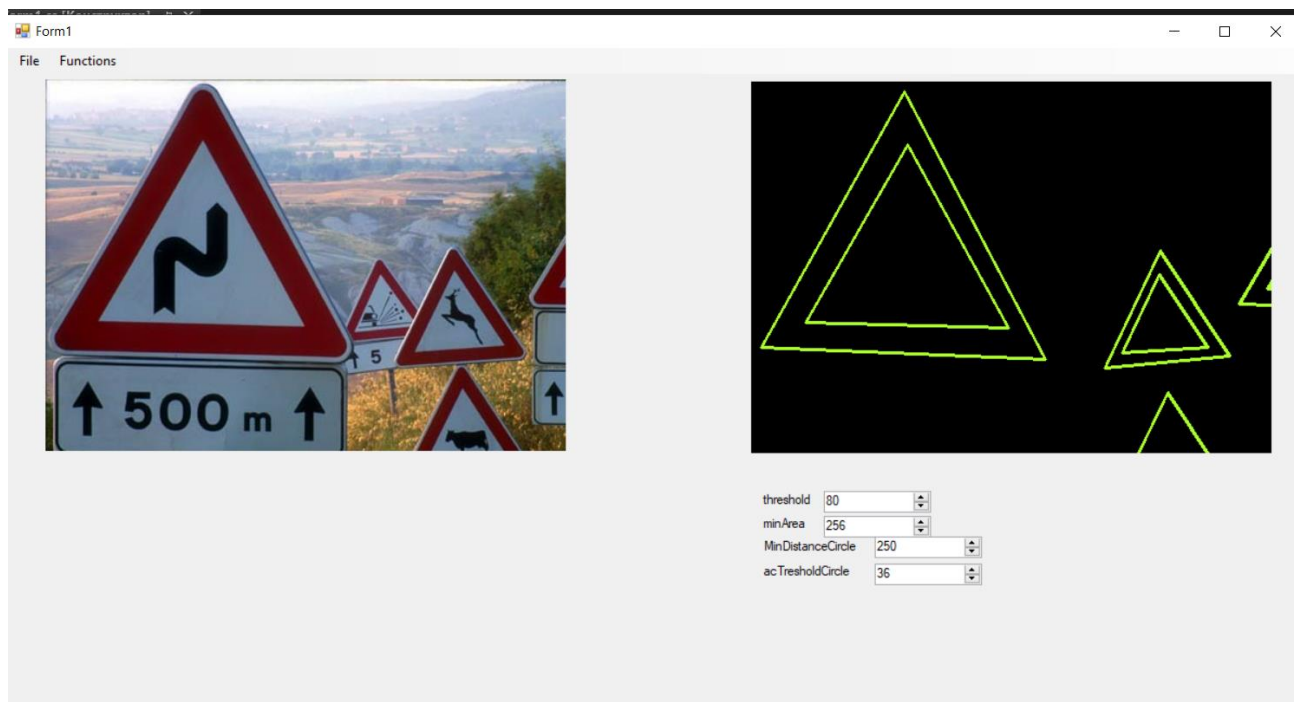 Form1
File Functions
5
500 m
threshold 80
minArea 256
MinDistanceCircle 250
acTresholdCircle 36